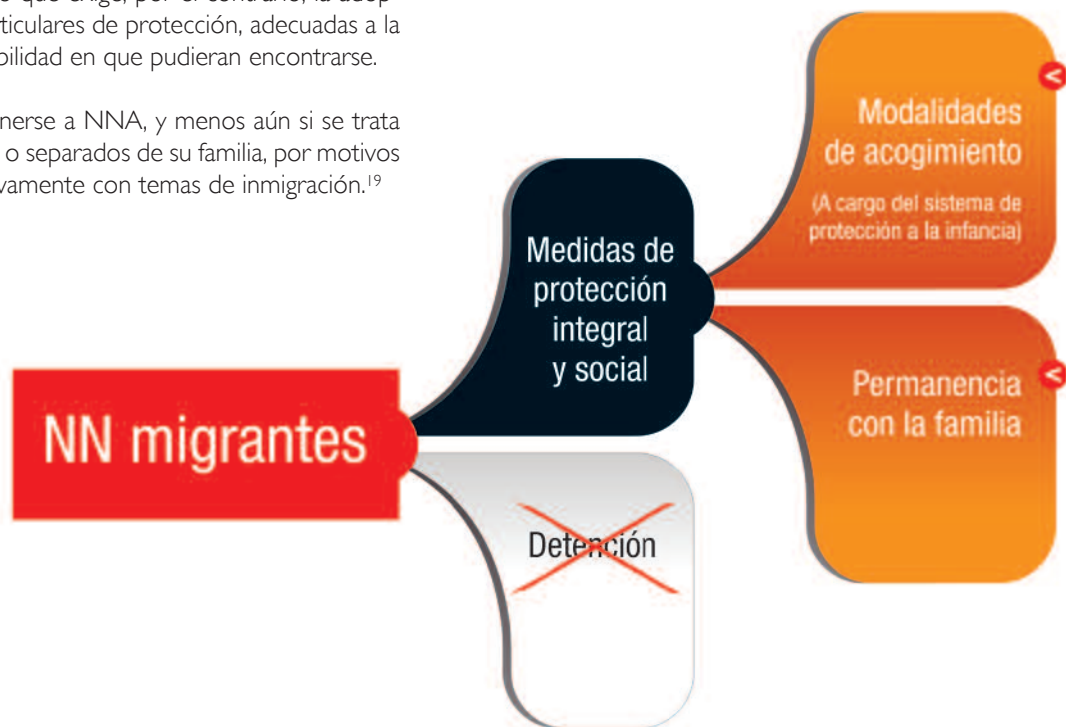 o que exige, por el contrario, la adop-
rticulares de protección, adecuadas a la
bilidad en que pudieran encontrarse.
nerse a NNA, y menos aún si se trata
o separados de su familia, por motivos
vamente con temas de inmigración.19
Modalidades
de acogimiento
(A cargo del sistema de
protección a la infancia)
Medidas de
protección
integral
y social
Permanencia
con la familia
NN migrantes
Detención